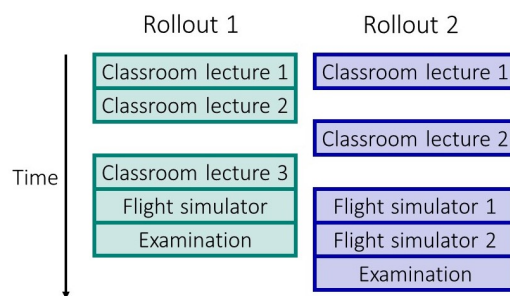 Rollout 1
Rollout 2
Time
Classroom lecture 1
Classroom lecture 2
Classroom lecture 3
Flight simulator
Examination
Classroom lecture 1
Classroom lecture 2
Flight simulator 1
Flight simulator 2
Examination